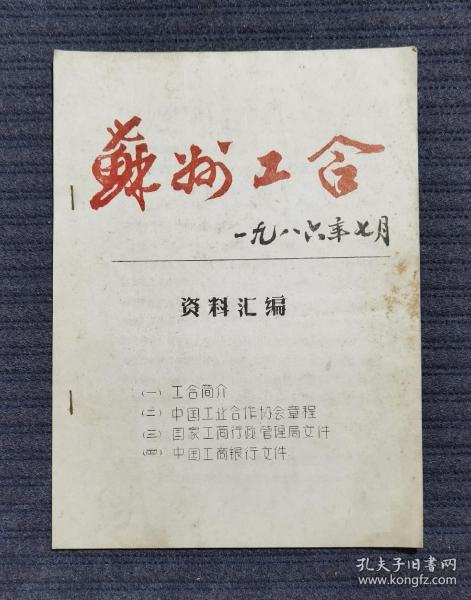 蘇州工合
一九八六年七月
资料汇编
(一) 工合简介
(二) 中国工业合作协会章程
(三) 国家工商行政管理局文件
(四) 中国工商银行文件
孔夫子旧书网
www.kongfz.com